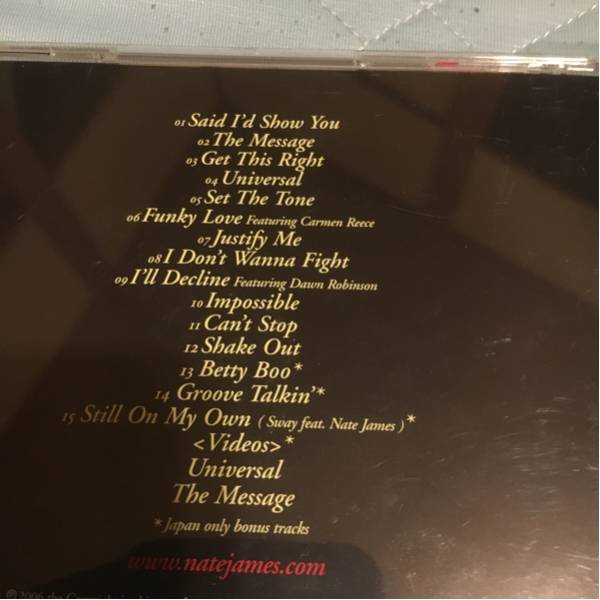 01 Said I'd Show You
02 The Message
03 Get This Right
04 Universal
05 Set The Tone
06 Funky Love Featuring Carmen Reece
07 Justify Me
08 I Don't Wanna Fight
09 I'll Decline Featuring Dawn Robinson
10 Impossible
11 Can't Stop
12 Shake Out
13 Betty Boo*
14 Groove Talkin'*
15 Still On My Own ( Sway feat. Nate James )*
<Videos>*
Universal
The Message
*Japan only bonus tracks
www.natejames.com
℗2006 the